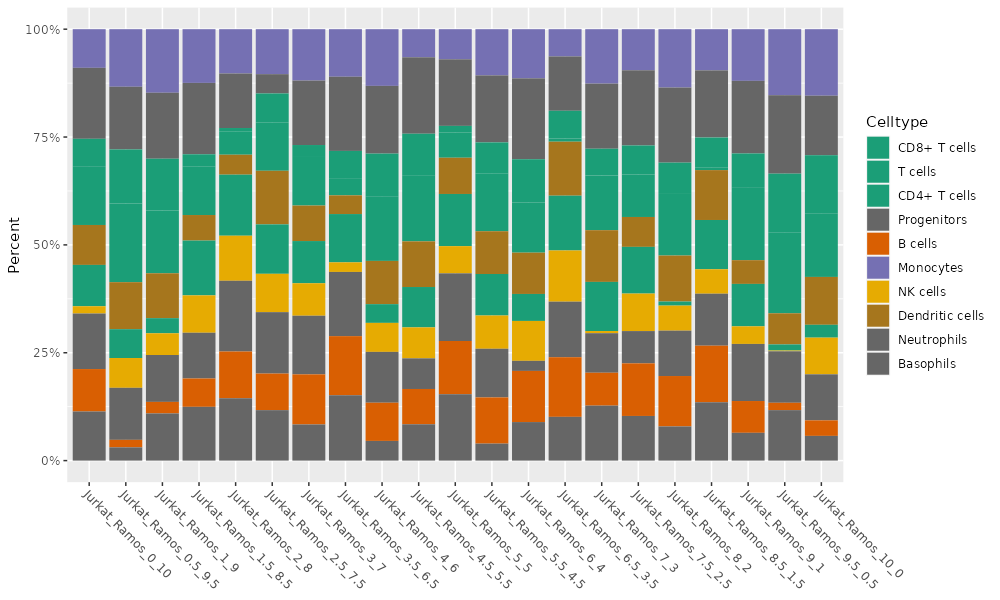 100%
75%
50%
25%
0%
Percent
Jurkat_Ramos_0_10
Jurkat_Ramos_0.5_9.5
Jurkat_Ramos_1_9
Jurkat_Ramos_1.5_8.5
Jurkat_Ramos_2_8
Jurkat_Ramos_2.5_7.5
Jurkat_Ramos_3_7
Jurkat_Ramos_3.5_6.5
Jurkat_Ramos_4_6
Jurkat_Ramos_4.5_5.5
Jurkat_Ramos_5_5
Jurkat_Ramos_5.5_4.5
Jurkat_Ramos_6_4
Jurkat_Ramos_6.5_3.5
Jurkat_Ramos_7_3
Jurkat_Ramos_7.5_2.5
Jurkat_Ramos_8_2
Jurkat_Ramos_8.5_1.5
Jurkat_Ramos_9_1
Jurkat_Ramos_9.5_0.5
Jurkat_Ramos_10_0
Celltype
CD8+ T cells
T cells
CD4+ T cells
Progenitors
B cells
Monocytes
NK cells
Dendritic cells
Neutrophils
Basophils